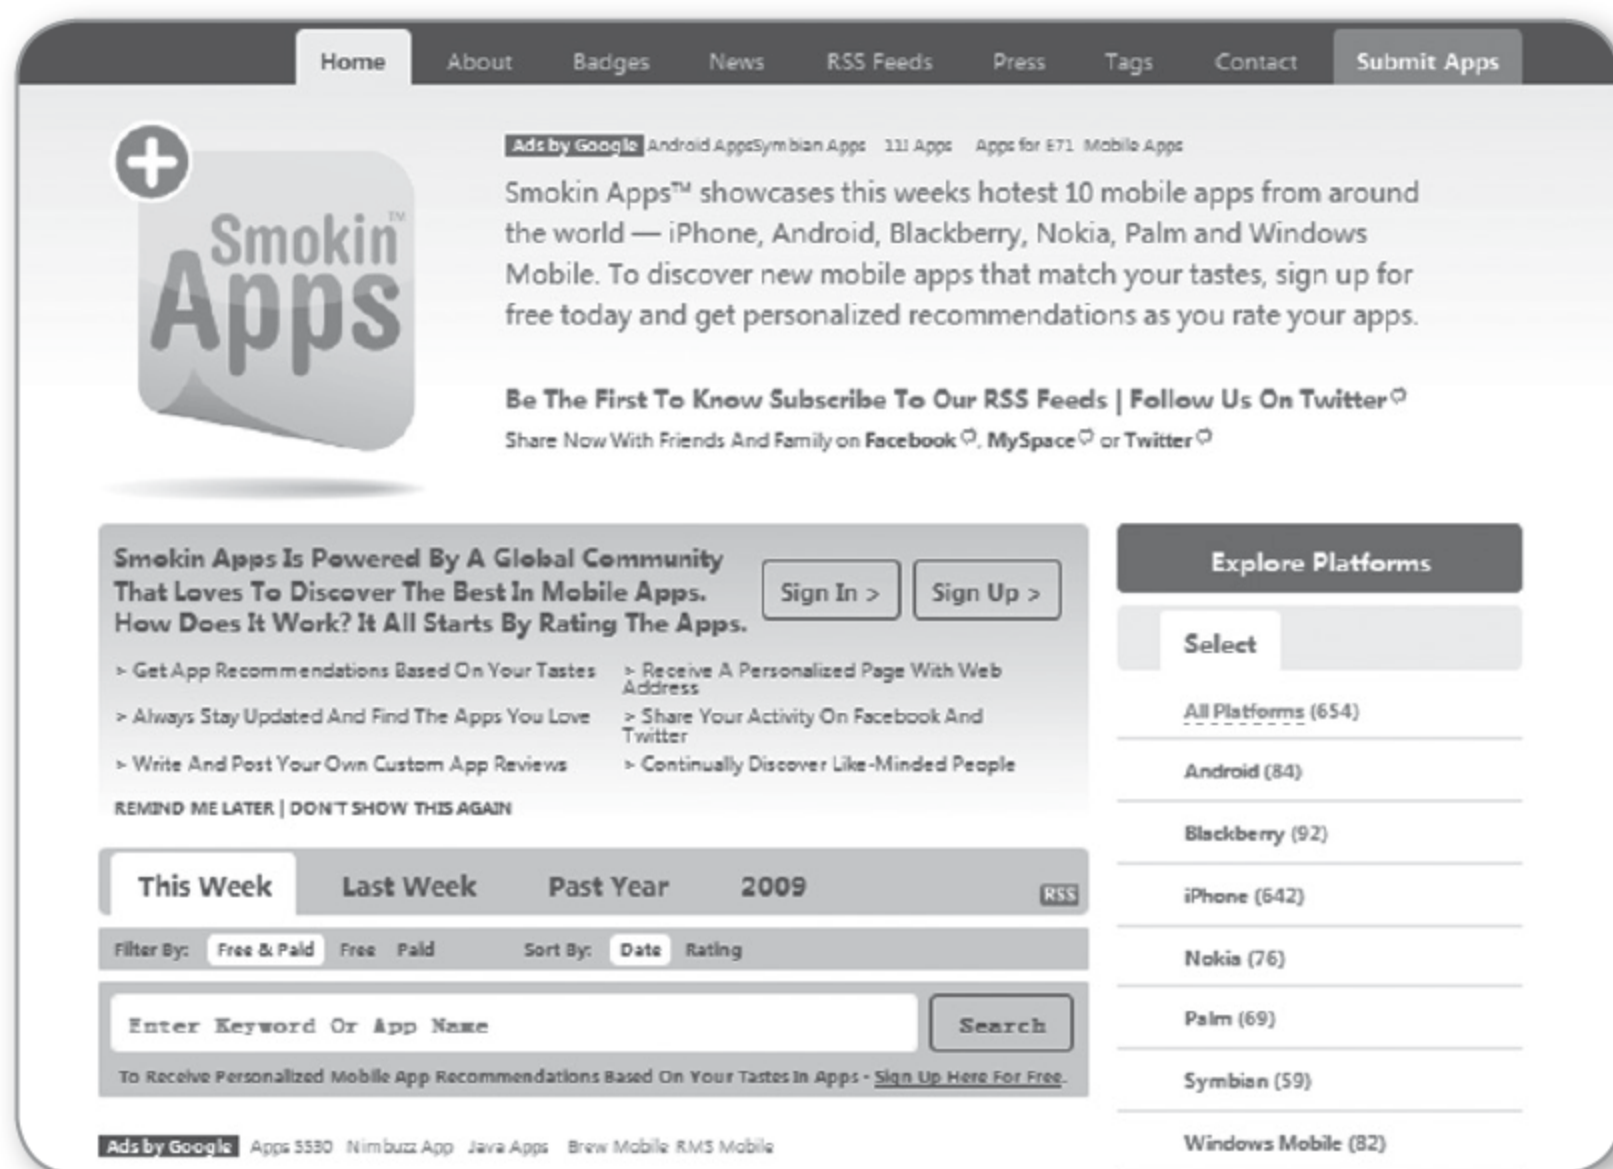 Home About Badges News RSS Feeds Press Tags Contact Submit Apps
Smokin™
Apps
Ads by Google Android AppsSymbian Apps 111 Apps Apps for E71 Mobile Apps
Smokin Apps™ showcases this weeks hotest 10 mobile apps from around
the world — iPhone, Android, Blackberry, Nokia, Palm and Windows
Mobile. To discover new mobile apps that match your tastes, sign up for
free today and get personalized recommendations as you rate your apps.
Be The First To Know Subscribe To Our RSS Feeds | Follow Us On Twitter
Share Now With Friends And Family on Facebook, MySpace or Twitter
Smokin Apps Is Powered By A Global Community
That Loves To Discover The Best In Mobile Apps.
How Does It Work? It All Starts By Rating The Apps.
Sign In > Sign Up >
> Get App Recommendations Based On Your Tastes
> Always Stay Updated And Find The Apps You Love
> Write And Post Your Own Custom App Reviews
> Receive A Personalized Page With Web
Address
> Share Your Activity On Facebook And
Twitter
> Continually Discover Like-Minded People
REMIND ME LATER | DON'T SHOW THIS AGAIN
This Week Last Week Past Year 2009 RSS
Filter By: Free & Paid Free Paid Sort By: Date Rating
Enter Keyword Or App Name Search
To Receive Personalized Mobile App Recommendations Based On Your Tastes In Apps - Sign Up Here For Free.
Ads by Google Apps 5530 Nimbuzz App Java Apps Brew Mobile RMS Mobile
Explore Platforms
Select
All Platforms (654)
Android (84)
Blackberry (92)
iPhone (642)
Nokia (76)
Palm (69)
Symbian (59)
Windows Mobile (82)